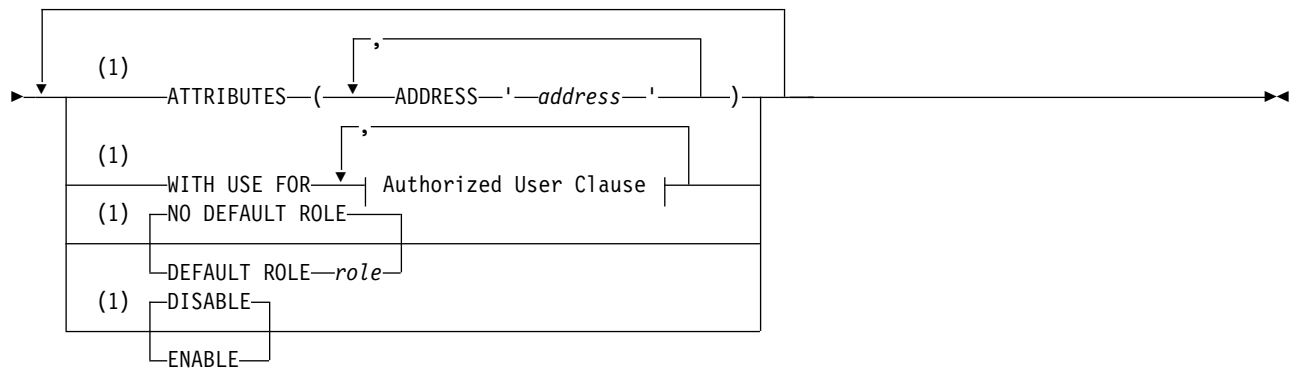 ,
(1)
ATTRIBUTES ( ADDRESS ' address ' )
,
(1)
WITH USE FOR Authorized User Clause
(1) NO DEFAULT ROLE
DEFAULT ROLE role
(1) DISABLE
ENABLE